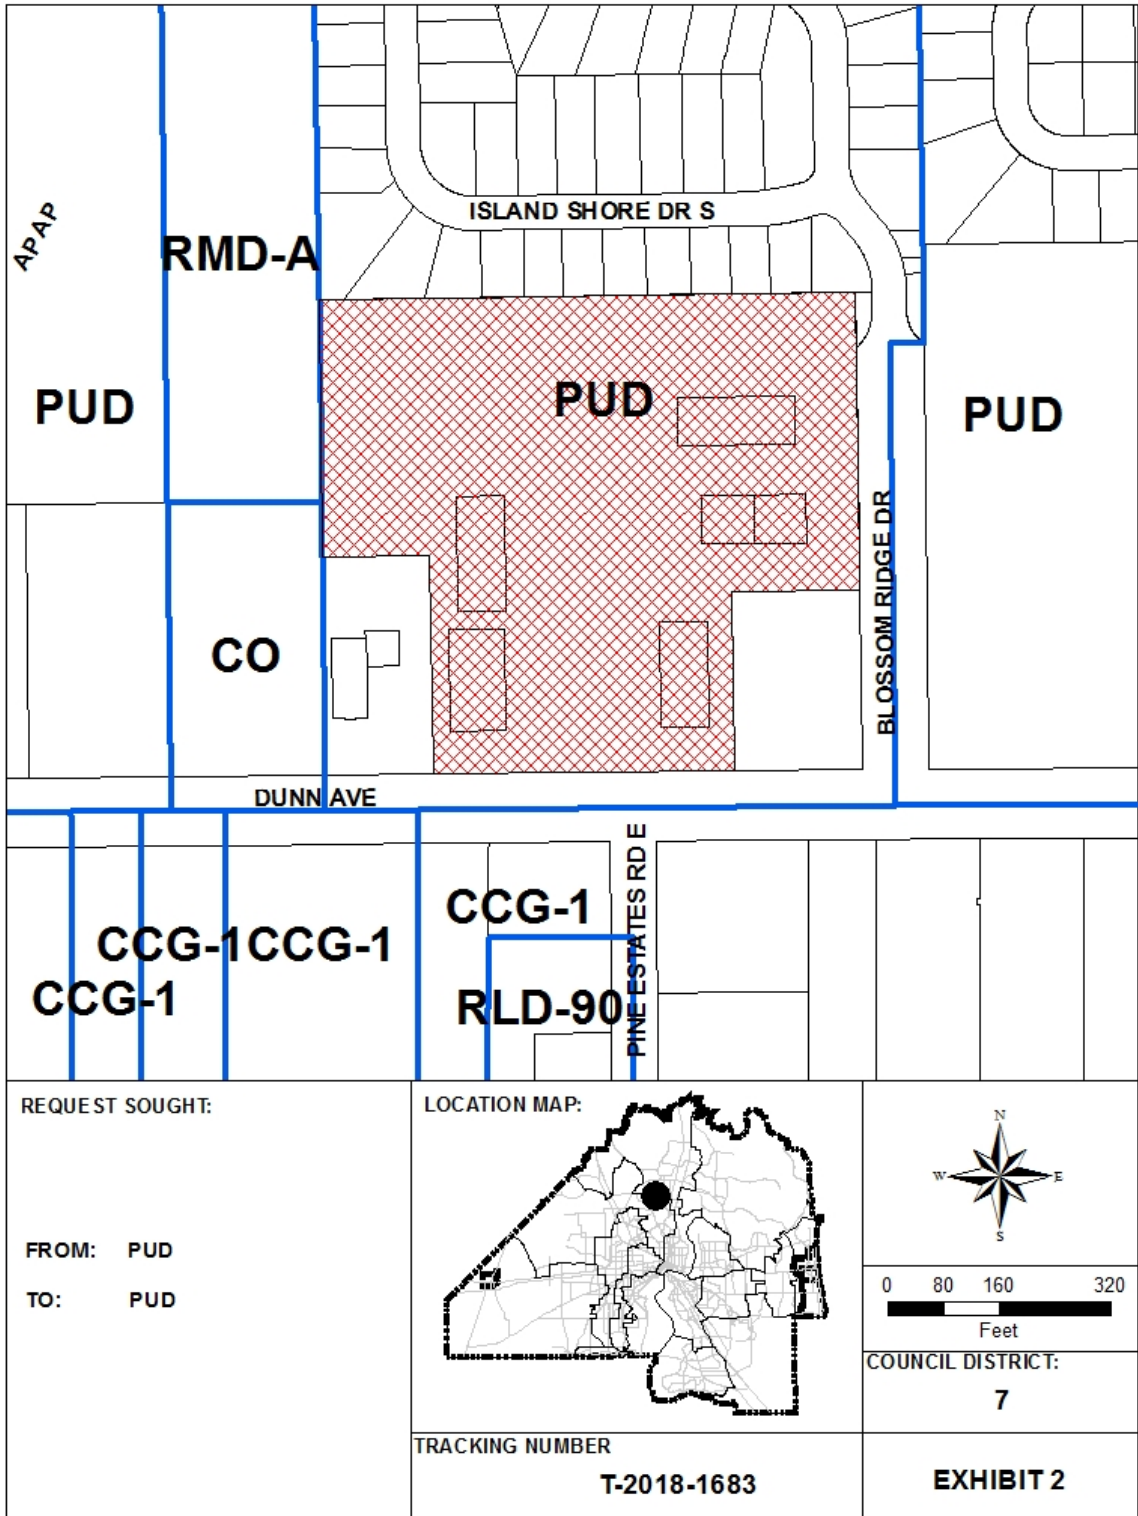 ISLAND SHORE DR S
APAP
RMD-A
PUD
PUD
PUD
BLOSSOM RIDGE DR
CO
DUNN AVE
PINE ESTATES RD E
CCG-1
CCG-1
CCG-1
CCG-1
RLD-90
REQUEST SOUGHT:
FROM: PUD
TO: PUD
LOCATION MAP:
N
W
E
S
0 80 160 320
Feet
COUNCIL DISTRICT:
7
TRACKING NUMBER
T-2018-1683
EXHIBIT 2